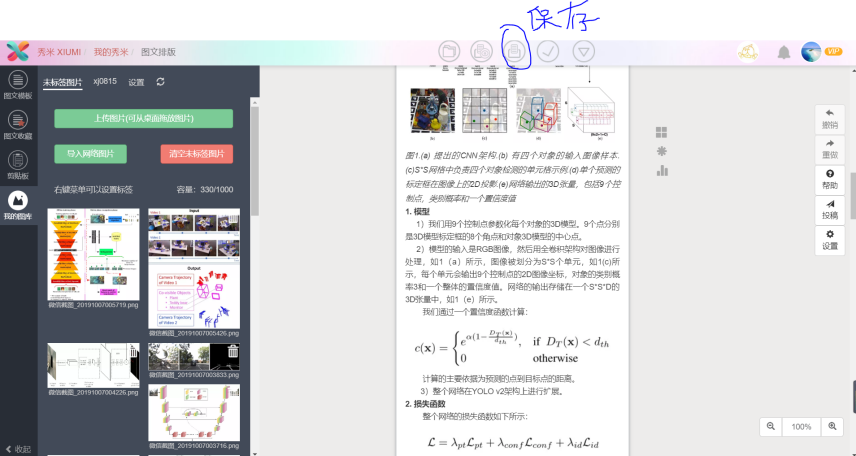 保存
秀米 XIUMI / 我的秀米 / 图文排版
VIP
图文模板
图文收藏
剪贴板
我的图库
收起
未标签图片 xj0815 设置
上传图片(可从桌面拖放图片)
导入网络图片 清空未标签图片
右键菜单可以设置标签 容量：330/1000
微信截图_20191007005719.png
Video 1 Input
Video 2
Output
Camera Trajectory of Video 1
Camera Trajectory of Video 2
微信截图_20191007005426.png
微信截图_20191007004226.png
微信截图_20191007003833.png
微信截图_20191007003716.png
(b) (c) (d) (e)
图1.(a) 提出的CNN架构.(b) 有四个对象的输入图像样本.
(c)S*S网格中负责四个对象检测的单元格示例.(d)单个预测的
标定框在图像上的2D投影.(e)网络输出的3D张量，包括9个控
制点，类别概率和一个置信度值
1. 模型
1）我们用9个控制点参数化每个对象的3D模型。9个点分别
是3D模型标定框的8个角点和对象3D模型的中心点。
2）模型的输入是RGB图像，然后用全卷积架构对图像进行
处理，如1（a）所示，图像被划分为S*S个单元，如1(c)所
示，每个单元会输出9个控制点的2D图像坐标，对象的类别概
率3和一个整体的置信度值。网络的输出存储在一个S*S*D的
3D张量中，如1（e）所示。
我们通过一个置信度函数计算：
c(x) = { e^{α(1−D_T(x)/d_{th})}, if D_T(x) < d_{th}
0 otherwise
计算的主要依据为预测的点到目标点的距离。
3）整个网络在YOLO v2架构上进行扩展。
2. 损失函数
整个网络的损失函数如下所示：
ℒ = λ_{pt}ℒ_{pt} + λ_{conf}ℒ_{conf} + λ_{id}ℒ_{id}
撤销
重做
帮助
投稿
设置
100%